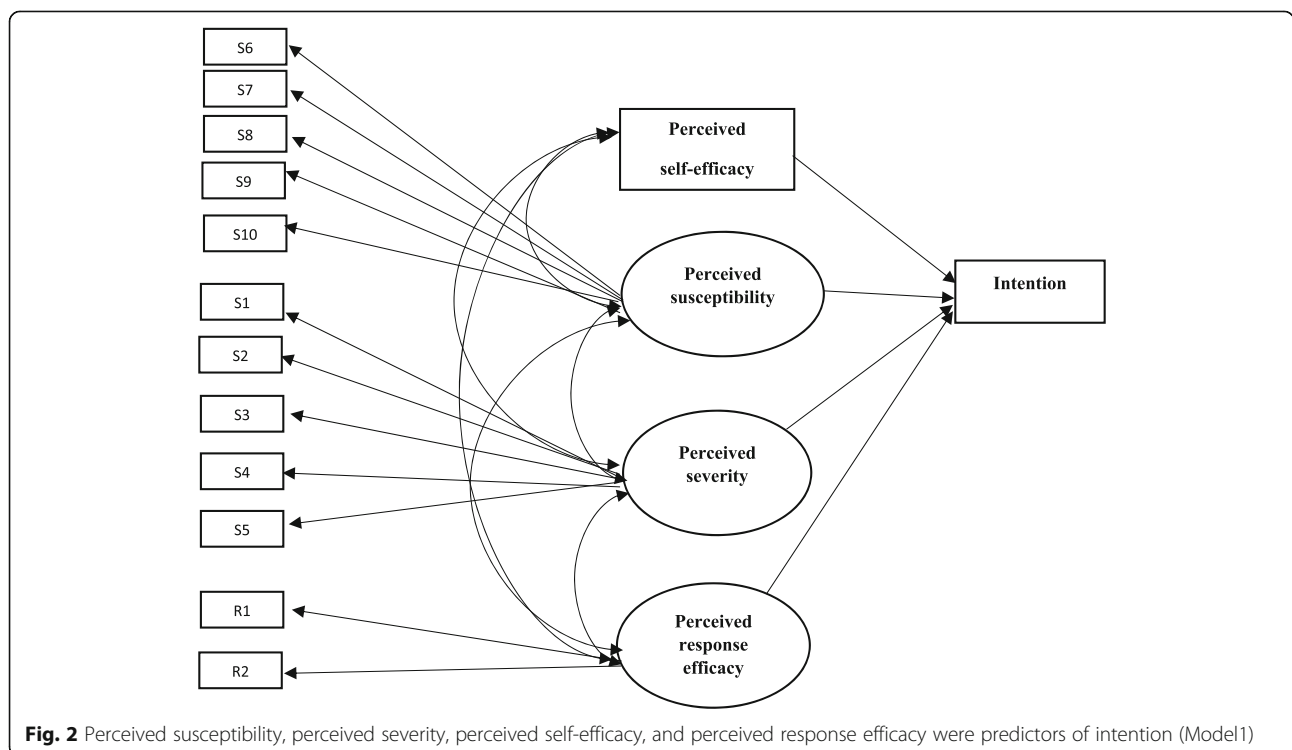 S6
S7
S8
S9
S10
S1
S2
S3
S4
S5
R1
R2
Perceived
self-efficacy
Perceived
susceptibility
Perceived
severity
Perceived
response
efficacy
Intention
Fig. 2 Perceived susceptibility, perceived severity, perceived self-efficacy, and perceived response efficacy were predictors of intention (Model1)